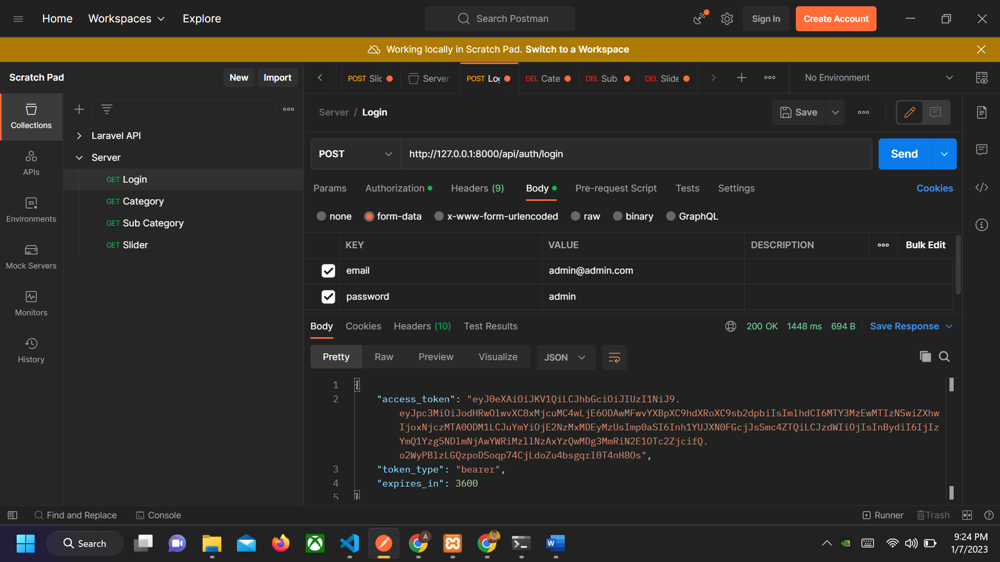 Home
Workspaces
Explore
Search Postman
Sign In
Create Account
Working locally in Scratch Pad. Switch to a Workspace
Scratch Pad
New
Import
POST Slid
Server
POST Log
DEL Cate
DEL Sub
DEL Slide
No Environment
Collections
APIs
Environments
Mock Servers
Monitors
History
Laravel API
Server
GET Login
GET Category
GET Sub Category
GET Slider
Server / Login
Save
POST
http://127.0.0.1:8000/api/auth/login
Send
Params
Authorization
Headers (9)
Body
Pre-request Script
Tests
Settings
Cookies
none
form-data
x-www-form-urlencoded
raw
binary
GraphQL
KEY
VALUE
DESCRIPTION
Bulk Edit
email
admin@admin.com
password
admin
Body
Cookies
Headers (10)
Test Results
200 OK
1448 ms
694 B
Save Response
Pretty
Raw
Preview
Visualize
JSON
1
{
2
"access_token": "eyJ0eXAiOiJKV1QiLCJhbGciOiJIUzI1NiJ9.
eyJpc3MiOiJodHRwOlwvXC8xMjcuMC4wLjE6ODAwMFwvYXBpXC9hdXRoXC9sb2dpbiIsImlhdCI6MTY3MzEwMTIzNSwiZXhw
IjoxNjczMTA0ODM1LCJuYmYiOjE2NzMxMDEyMzUsImp0aSI6Inh1YUJXN0FGcjJsSmc4ZTQiLCJzdWIiOjIsInBydiI6IjIz
YmQ1Yzg5NDlmNjAwYWRiMzllNzAxYzQwMDg3MmRiN2E1OTc2ZjcifQ.
o2WyPBlzLGQzpoDSoqp74CjLdoZu4bsgqrl0T4nH8Os",
3
"token_type": "bearer",
4
"expires_in": 3600
5
}
Find and Replace
Console
Runner
Trash
Search
9:24 PM
1/7/2023